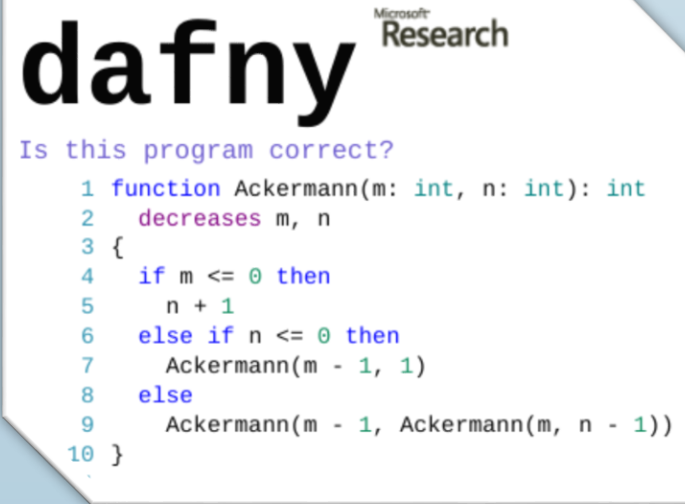 dafny
Microsoft
Research
Is this program correct?
1 function Ackermann(m: int, n: int): int
2   decreases m, n
3 {
4   if m <= 0 then
5     n + 1
6   else if n <= 0 then
7     Ackermann(m - 1, 1)
8   else
9     Ackermann(m - 1, Ackermann(m, n - 1))
10 }